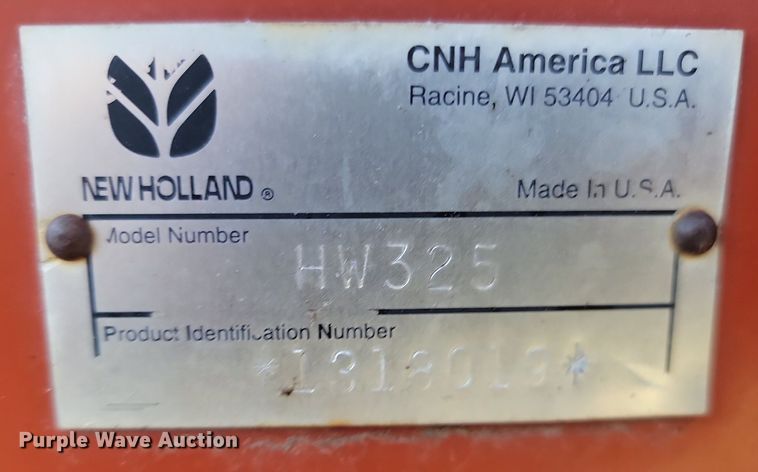 CNH America LLC
Racine, WI 53404 U.S.A.
NEW HOLLAND ®
Made In U.S.A.
Model Number
HW325
Product Identification Number
*1318013*
Purple Wave Auction